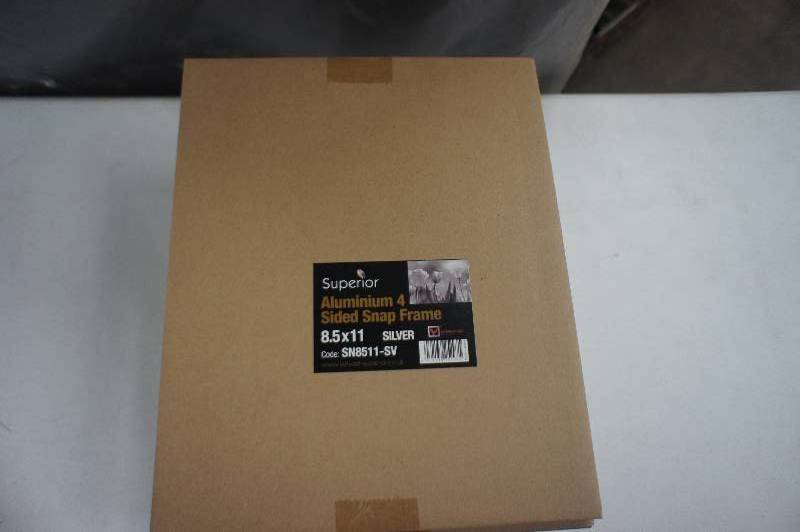 Superior
Aluminium 4
Sided Snap Frame
8.5x11 SILVER
Code: SN8511-SV